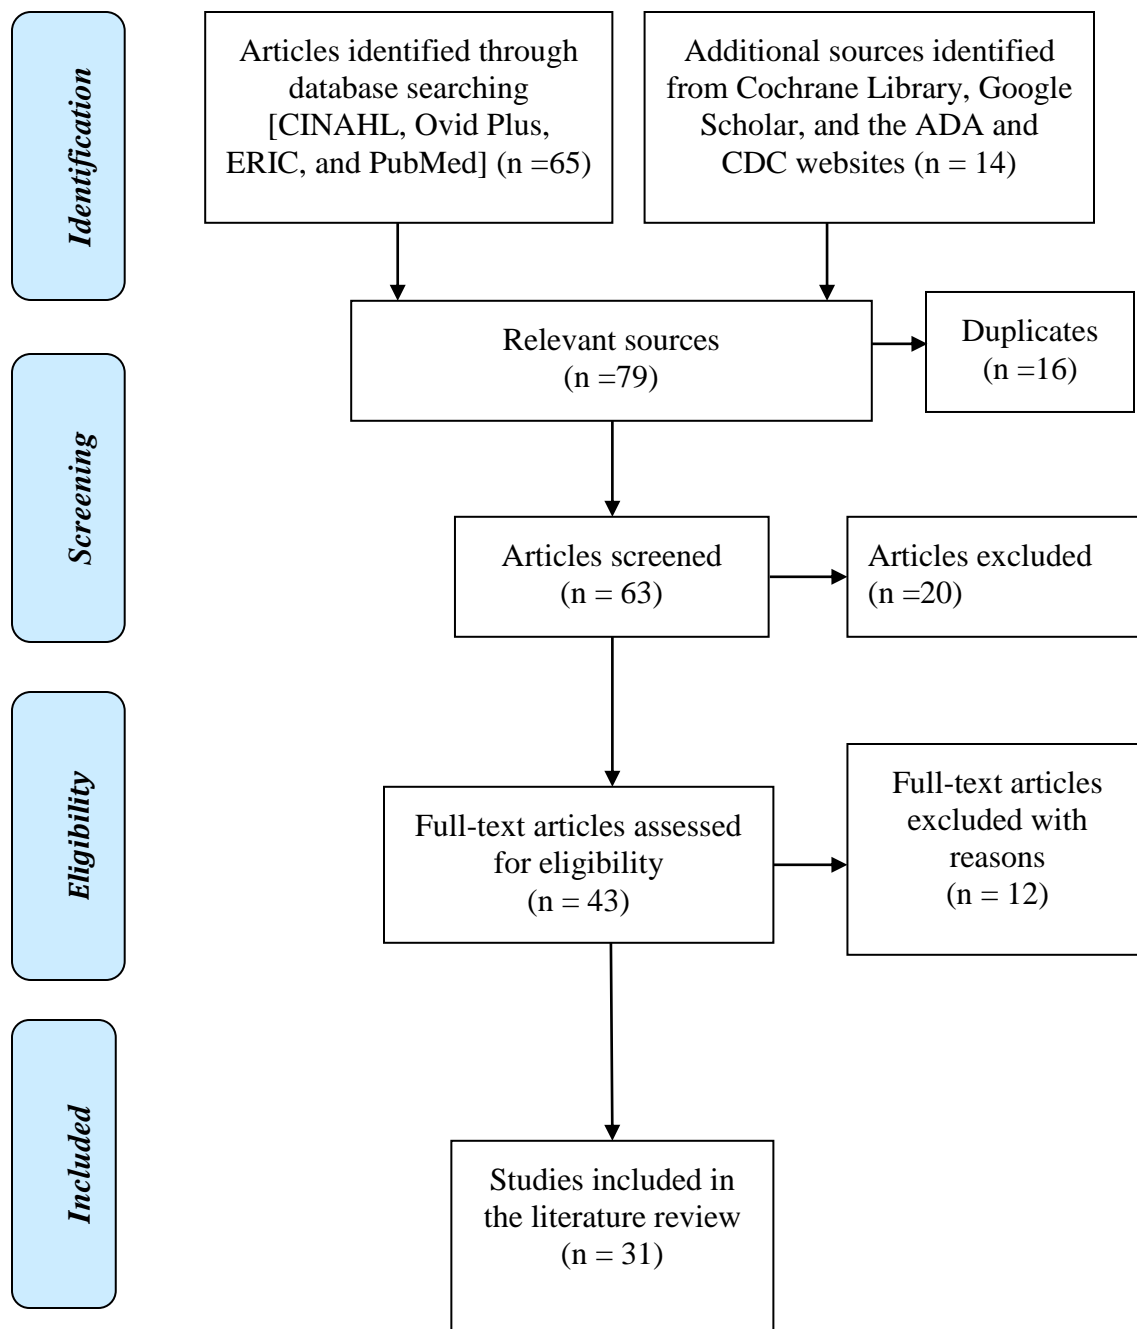 Identification
Articles identified through
database searching
[CINAHL, Ovid Plus,
ERIC, and PubMed] (n =65)
Additional sources identified
from Cochrane Library, Google
Scholar, and the ADA and
CDC websites (n = 14)
Relevant sources
(n =79)
Duplicates
(n =16)
Screening
Articles screened
(n = 63)
Articles excluded
(n =20)
Eligibility
Full-text articles assessed
for eligibility
(n = 43)
Full-text articles
excluded with
reasons
(n = 12)
Included
Studies included in
the literature review
(n = 31)